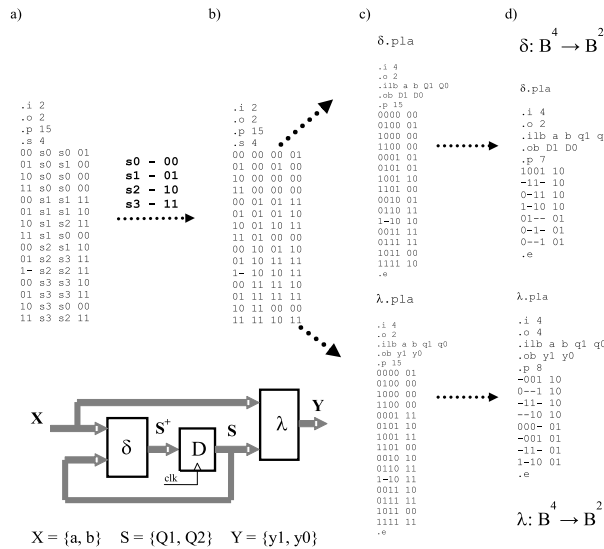 a)
b)
c)
d)
δ.pla
δ: B⁴ → B²
.i 2
.o 2
.p 15
.s 4
00 s0 s0 01
01 s0 s0 00
10 s0 s0 00
11 s0 s0 00
00 s1 s1 11
01 s1 s1 10
10 s1 s2 01
11 s1 s0 00
00 s2 s1 10
01 s2 s2 11
1- s2 s2 11
00 s3 s3 10
01 s3 s3 11
10 s3 s0 00
11 s3 s2 11
s0 - 00
s1 - 01
s2 - 10
s3 - 11
.i 2
.o 2
.p 15
.s 4
00 00 00 01
01 00 00 00
10 00 00 00
11 00 00 00
00 01 01 11
01 01 01 10
10 01 10 01
11 01 00 00
00 10 01 10
01 10 10 11
1- 10 10 11
00 11 11 10
01 11 11 11
10 11 00 00
11 11 10 11
.i 4
.o 2
.ilb a b Q1 Q0
.ob D1 D0
.p 15
0000 00
0100 00
1000 00
1100 00
0001 01
0101 01
1001 10
1101 00
0010 01
0110 10
1-10 10
0011 11
0111 11
1011 00
1111 10
.e
δ.pla
.i 4
.o 2
.ilb a b q1 q0
.ob D1 D0
.p 7
1001 10
-11- 10
0-11 10
1-10 10
01-- 01
0-1- 01
0--1 01
.e
λ.pla
.i 4
.o 2
.ilb a b q1 q0
.ob y1 y0
.p 15
0000 01
0100 00
1000 00
1100 00
0001 11
0101 10
1001 01
1101 00
0010 10
0110 11
1-10 11
0011 10
0111 11
1011 00
1111 11
.e
λ.pla
.i 4
.o 4
.ilb a b q1 q0
.ob y1 y0
.p 8
-001 10
0--1 10
-11- 10
--10 10
000- 01
-001 01
-11- 01
1-10 01
.e
λ: B⁴ → B²
X
δ
S⁺
D
clk
S
λ
Y
X = {a, b} S = {Q1, Q2} Y = {y1, y0}